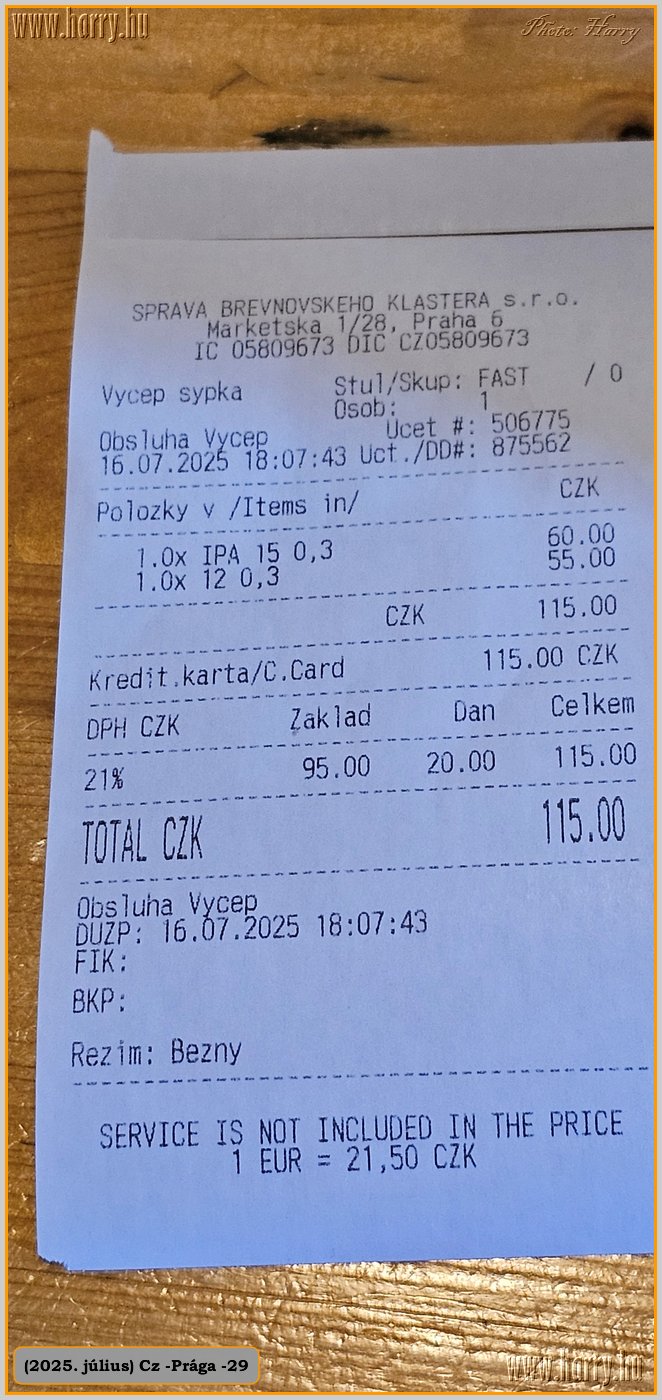 www.harry.hu
Photo: Harry
SPRAVA BREVNOVSKEHO KLASTERA s.r.o.
Marketska 1/28, Praha 6
IC 05809673 DIC CZ05809673
Vycep sypka Stul/Skup: FAST / 0
Osob: 1
Obsluha Vycep Ucet #: 506775
16.07.2025 18:07:43 Uct./DD#: 875562
Polozky v /Items in/ CZK
1.0x IPA 15 0,3 60.00
1.0x 12 0,3 55.00
CZK 115.00
Kredit.karta/C.Card 115.00 CZK
DPH CZK Zaklad Dan Celkem
21% 95.00 20.00 115.00
TOTAL CZK 115.00
Obsluha Vycep
DUZP: 16.07.2025 18:07:43
FIK:
BKP:
Rezim: Bezny
SERVICE IS NOT INCLUDED IN THE PRICE
1 EUR = 21,50 CZK
(2025. július) Cz -Prága -29
www.harry.hu